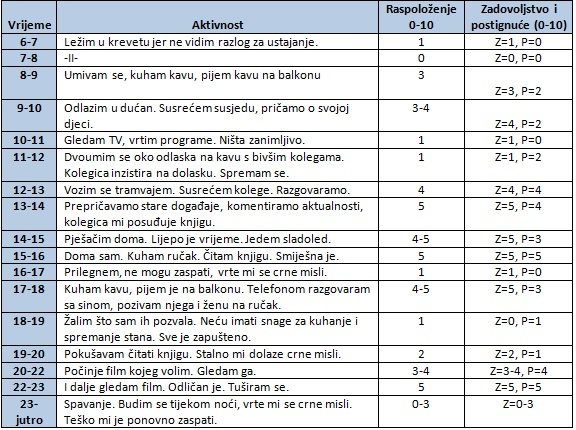 Vrijeme Aktivnost Raspoloženje 0-10 Zadovoljstvo i postignuće (0-10)
6-7 Ležim u krevetu jer ne vidim razlog za ustajanje. 1 Z=1, P=0
7-8 -II- 0 Z=0, P=0
8-9 Umivam se, kuham kavu, pijem kavu na balkonu 3 Z=3, P=2
9-10 Odlazim u dućan. Susrećem susjedu, pričamo o svojoj 3-4
djeci. Z=4, P=2
10-11 Gledam TV, vrtim programe. Ništa zanimljivo. 1 Z=1, P=0
11-12 Dvoumim se oko odlaska na kavu s bivšim kolegama. 1 Z=1, P=2
Kolegica inzistira na dolasku. Spremam se.
12-13 Vozim se tramvajem. Susrećem kolege. Razgovaramo. 4 Z=4, P=4
13-14 Prepričavamo stare događaje, komentiramo aktualnosti, 5 Z=5, P=4
kolegica mi posuđuje knjigu.
14-15 Pješačim doma. Lijepo je vrijeme. Jedem sladoled. 4-5 Z=5, P=3
15-16 Doma sam. Kuham ručak. Čitam knjigu. Smiješna je. 5 Z=5, P=5
16-17 Prilegnem, ne mogu zaspati, vrte mi se crne misli. 1 Z=1, P=0
17-18 Kuham kavu, pijem je na balkonu. Telefonom razgovaram 4-5 Z=5, P=3
sa sinom, pozivam njega i ženu na ručak.
18-19 Žalim što sam ih pozvala. Neću imati snage za kuhanje i 1 Z=0, P=1
spremanje stana. Sve je zapušteno.
19-20 Pokušavam čitati knjigu. Stalno mi dolaze crne misli. 2 Z=2, P=1
20-22 Počinje film kojeg volim. Gledam ga. 3-4 Z=3-4, P=4
22-23 I dalje gledam film. Odličan je. Tuširam se. 5 Z=5, P=5
23- Spavanje. Budim se tijekom noći, vrte mi se crne misli. 0-3 Z=0-3
jutro Teško mi je ponovno zaspati.